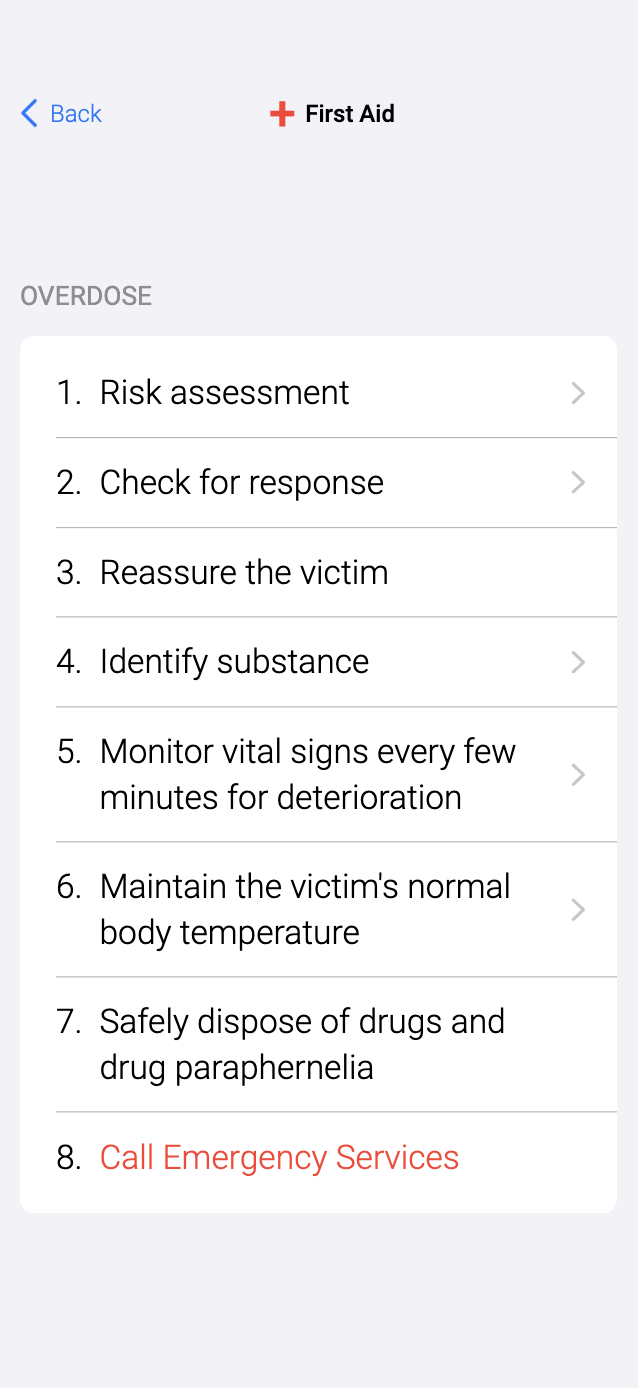 Back
First Aid
OVERDOSE
1. Risk assessment
2. Check for response
3. Reassure the victim
4. Identify substance
5. Monitor vital signs every few
minutes for deterioration
6. Maintain the victim's normal
body temperature
7. Safely dispose of drugs and
drug paraphernelia
8. Call Emergency Services